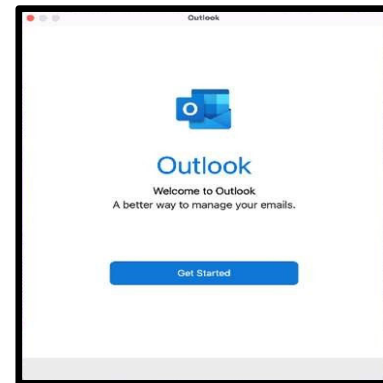 Outlook
O
Outlook
Welcome to Outlook
A better way to manage your emails.
Get Started